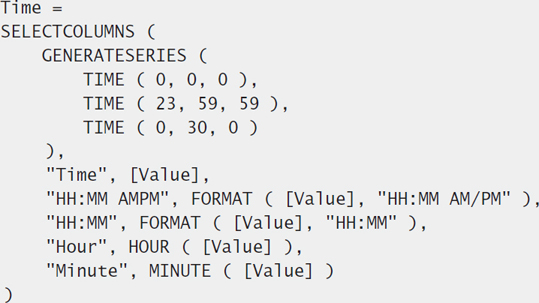 Time =
SELECTCOLUMNS (
    GENERATESERIES (
        TIME ( 0, 0, 0 ),
        TIME ( 23, 59, 59 ),
        TIME ( 0, 30, 0 )
    ),
    "Time", [Value],
    "HH:MM AMPM", FORMAT ( [Value], "HH:MM AM/PM" ),
    "HH:MM", FORMAT ( [Value], "HH:MM" ),
    "Hour", HOUR ( [Value] ),
    "Minute", MINUTE ( [Value] )
)